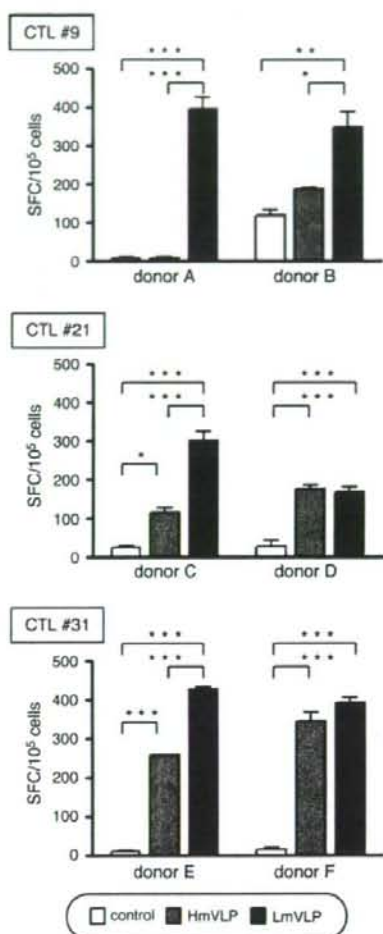 CTL #9
* * * * *
* * * *
500
400
300
200
100
0
SFC/10⁵ cells
donor A donor B
CTL #21
* * * * * *
* * * * * *
*
500
400
300
200
100
0
SFC/10⁵ cells
donor C donor D
CTL #31
* * * * * *
* * * * * *
* * *
500
400
300
200
100
0
SFC/10⁵ cells
donor E donor F
control HmVLP LmVLP